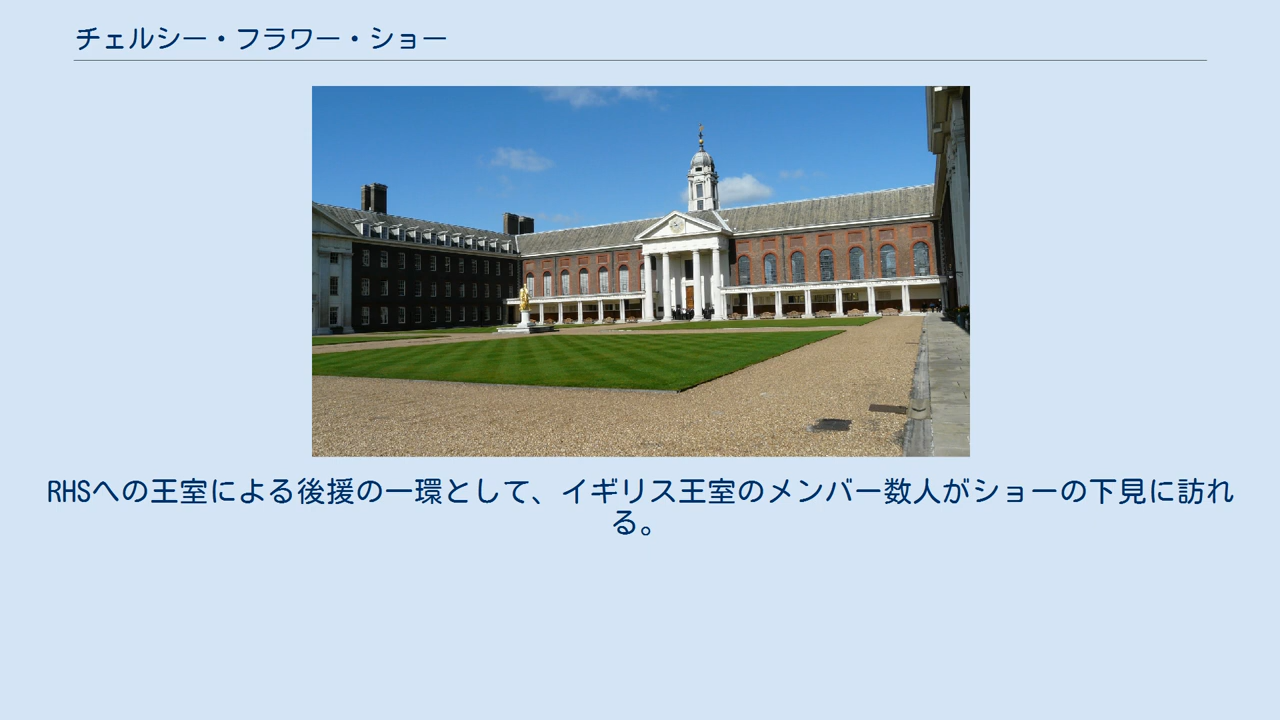 チェルシー・フラワー・ショー
RHSへの王室による後援の一環として、イギリス王室のメンバー数人がショーの下見に訪れ
る。